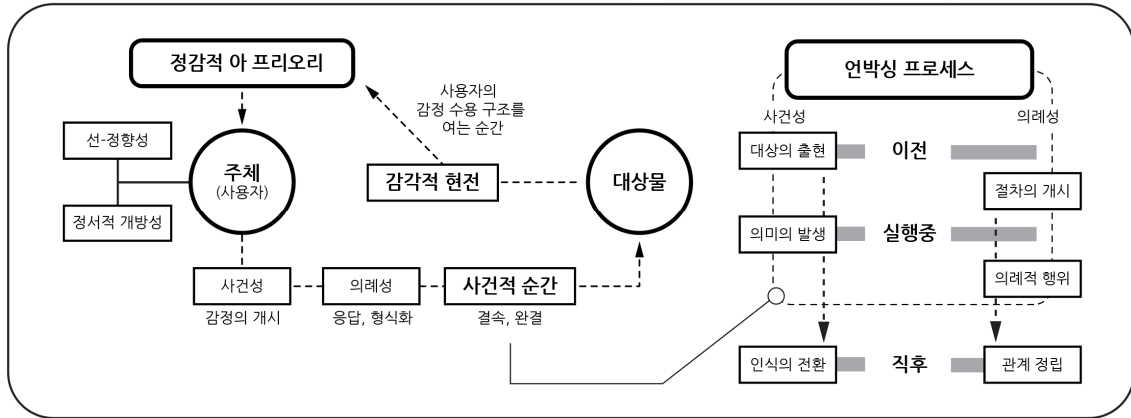 정감적 아 프리오리
사용자의
감정 수용 구조를
여는 순간
선-정향성
정서적 개방성
주체
(사용자)
감각적 현전
대상물
사건성
감정의 개시
의례성
응답, 형식화
사건적 순간
결속, 완결
언박싱 프로세스
사건성
의례성
대상의 출현
이전
절차의 개시
의미의 발생
실행중
의례적 행위
인식의 전환
직후
관계 정립